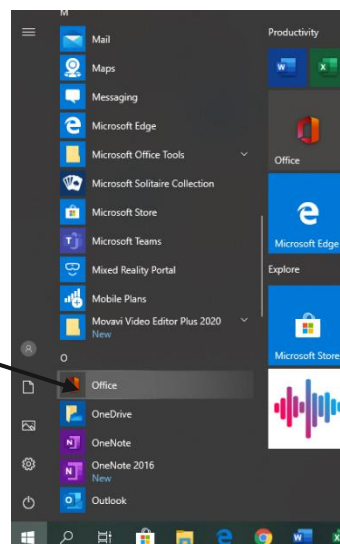 M
Mail
Maps
Messaging
Microsoft Edge
Microsoft Office Tools
Microsoft Solitaire Collection
Microsoft Store
Microsoft Teams
Mixed Reality Portal
Mobile Plans
Movavi Video Editor Plus 2020
New
O
Office
OneDrive
OneNote
OneNote 2016
New
Outlook
Productivity
Office
Microsoft Edge
Explore
Microsoft Store